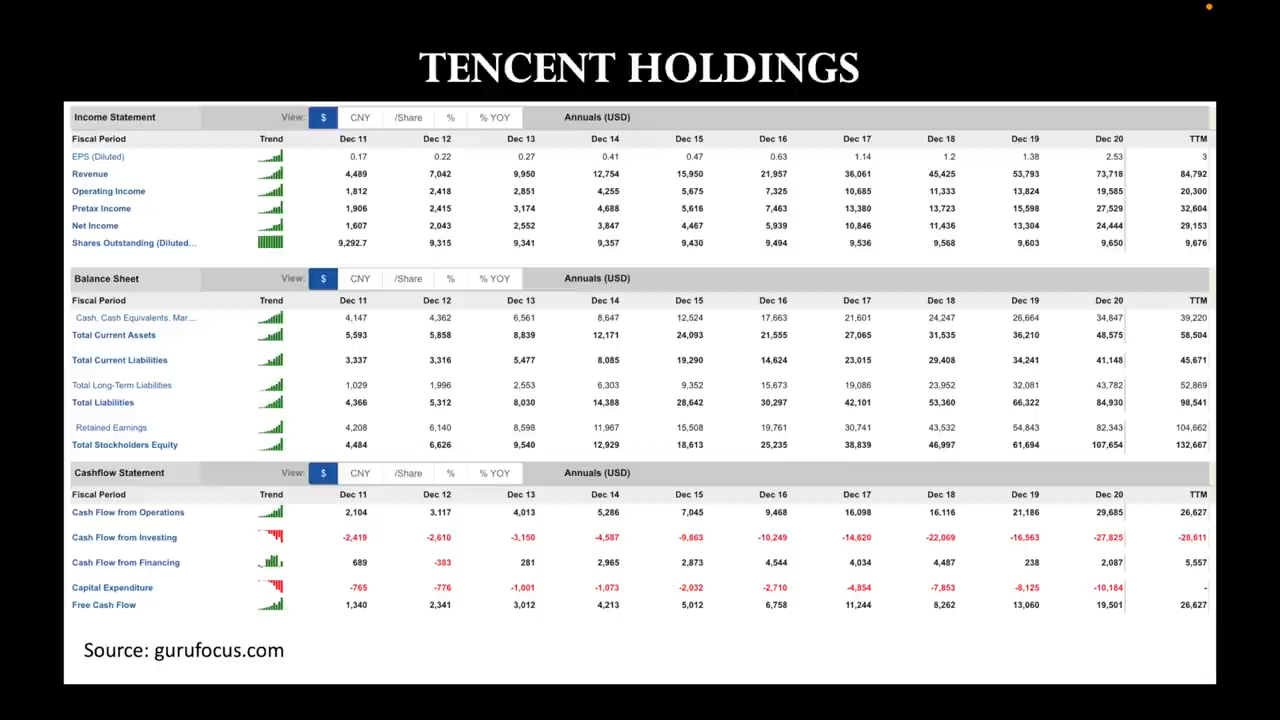 TENCENT HOLDINGS
Income Statement View: $ CNY /Share % % YOY Annuals (USD)
Fiscal Period Trend Dec 11 Dec 12 Dec 13 Dec 14 Dec 15 Dec 16 Dec 17 Dec 18 Dec 19 Dec 20 TTM
EPS (Diluted) 0.17 0.22 0.27 0.41 0.47 0.63 1.14 1.2 1.38 2.53 3
Revenue 4,489 7,042 9,950 12,754 15,950 21,957 36,061 45,425 53,793 73,718 84,792
Operating Income 1,812 2,418 2,851 4,255 5,675 7,325 10,685 11,333 13,824 19,585 20,300
Pretax Income 1,906 2,415 3,174 4,688 5,616 7,463 13,380 13,723 15,598 27,529 32,604
Net Income 1,607 2,043 2,552 3,847 4,467 5,939 10,846 11,436 13,304 24,444 29,153
Shares Outstanding (Diluted... 9,292.7 9,315 9,341 9,357 9,430 9,494 9,536 9,568 9,603 9,650 9,676
Balance Sheet View: $ CNY /Share % % YOY Annuals (USD)
Fiscal Period Trend Dec 11 Dec 12 Dec 13 Dec 14 Dec 15 Dec 16 Dec 17 Dec 18 Dec 19 Dec 20 TTM
Cash, Cash Equivalents, Mar... 4,147 4,362 6,561 8,647 12,524 17,663 21,601 24,247 26,664 34,847 39,220
Total Current Assets 5,593 5,858 8,839 12,171 24,093 21,555 27,065 31,535 36,210 48,575 58,504
Total Current Liabilities 3,337 3,316 5,477 8,085 19,290 14,624 23,015 29,408 34,241 41,148 45,671
Total Long-Term Liabilities 1,029 1,996 2,553 6,303 9,352 15,673 19,086 23,952 32,081 43,782 52,869
Total Liabilities 4,366 5,312 8,030 14,388 28,642 30,297 42,101 53,360 66,322 84,930 98,541
Retained Earnings 4,208 6,140 8,598 11,967 15,508 19,761 30,741 43,532 54,843 82,343 104,662
Total Stockholders Equity 4,484 6,626 9,540 12,929 18,613 25,235 38,839 46,997 61,694 107,654 132,667
Cashflow Statement View: $ CNY /Share % % YOY Annuals (USD)
Fiscal Period Trend Dec 11 Dec 12 Dec 13 Dec 14 Dec 15 Dec 16 Dec 17 Dec 18 Dec 19 Dec 20 TTM
Cash Flow from Operations 2,104 3,117 4,013 5,286 7,045 9,468 16,098 16,116 21,186 29,685 26,627
Cash Flow from Investing -2,419 -2,610 -3,150 -4,587 -9,863 -10,249 -14,620 -22,069 -16,563 -27,825 -28,611
Cash Flow from Financing 689 -383 281 2,965 2,873 4,544 4,034 4,487 238 2,087 5,557
Capital Expenditure -765 -776 -1,001 -1,073 -2,032 -2,710 -4,854 -7,853 -8,125 -10,184 -
Free Cash Flow 1,340 2,341 3,012 4,213 5,012 6,758 11,244 8,262 13,060 19,501 26,627
Source: gurufocus.com